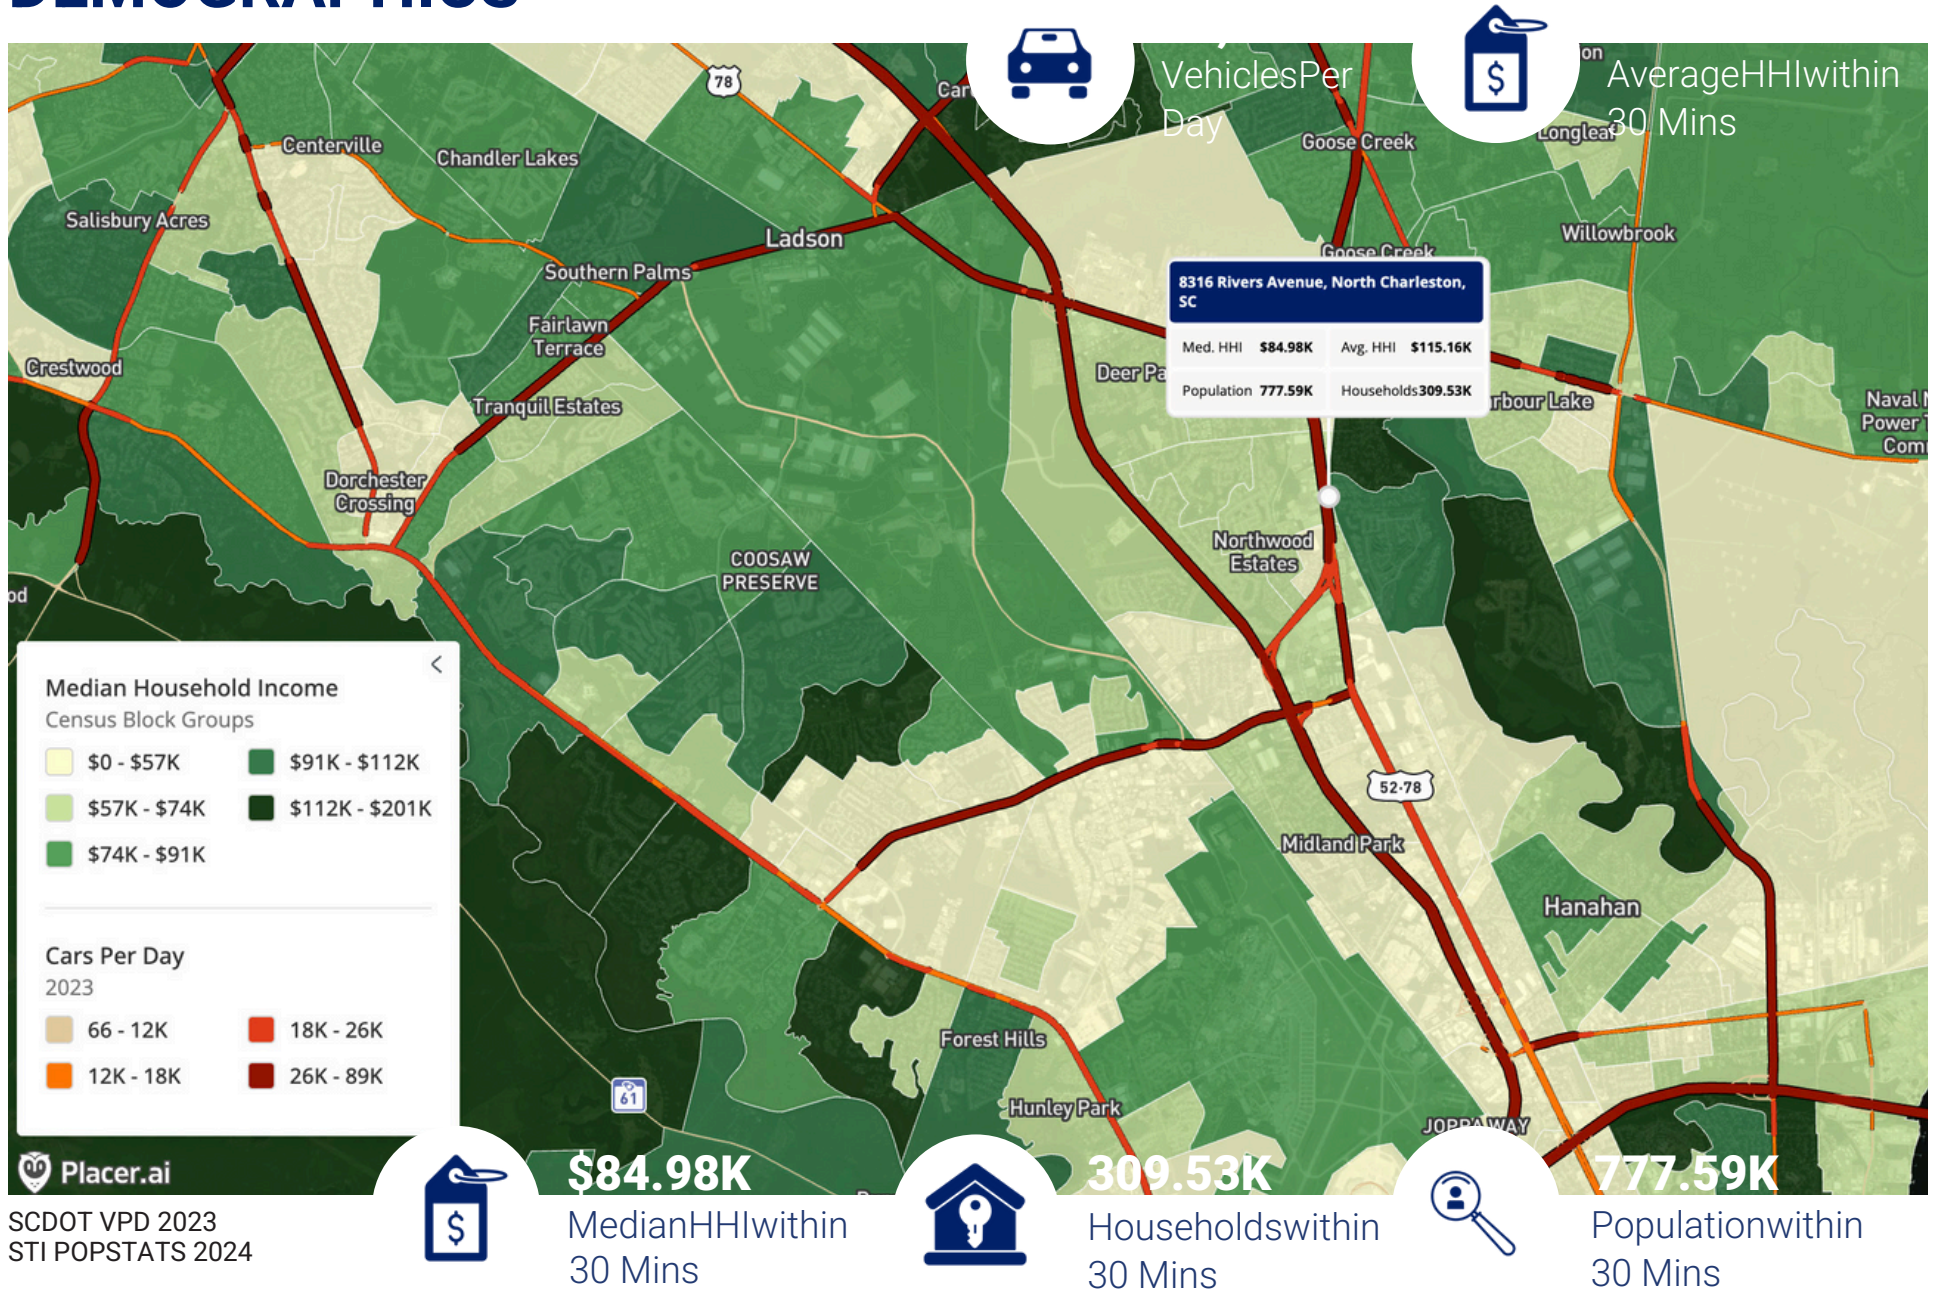 DEMOGRAPHICS
VehiclesPer
Day
AverageHHIwithin
30 Mins
78
Centerville
Chandler Lakes
Goose Creek
Longleaf
Salisbury Acres
Ladson
Willowbrook
Southern Palms
Goose Creek
8316 Rivers Avenue, North Charleston,
SC
Med. HHI $84.98K Avg. HHI $115.16K
Population 777.59K Households 309.53K
Fairlawn
Terrace
Crestwood
Deer Pa
rbour Lake
Tranquil Estates
Naval
Power
Com
Dorchester
Crossing
Northwood
Estates
COOSAW
PRESERVE
od
Median Household Income
Census Block Groups
$0 - $57K
$91K - $112K
$57K - $74K
$112K - $201K
$74K - $91K
Cars Per Day
2023
66 - 12K
18K - 26K
12K - 18K
26K - 89K
52-78
Midland Park
Hanahan
Forest Hills
61
Hunley Park
JOPPA WAY
Placer.ai
$84.98K
MedianHHIwithin
30 Mins
309.53K
Householdswithin
30 Mins
777.59K
Populationwithin
30 Mins
SCDOT VPD 2023
STI POPSTATS 2024